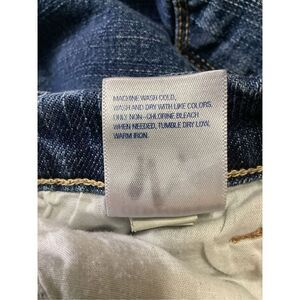 MACHINE WASH COLD,
WASH AND DRY WITH LIKE COLORS.
ONLY NON-CHLORINE BLEACH
WHEN NEEDED, TUMBLE DRY LOW.
WARM IRON.